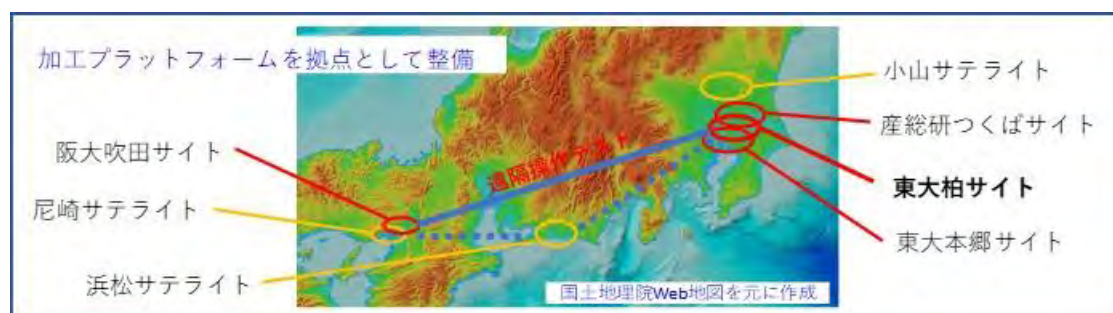 加工プラットフォームを拠点として整備
阪大吹田サイト
尼崎サテライト
浜松サテライト
遠隔操作テスト
小山サテライト
産総研つくばサイト
東大柏サイト
東大本郷サイト
国土地理院Web地図を元に作成